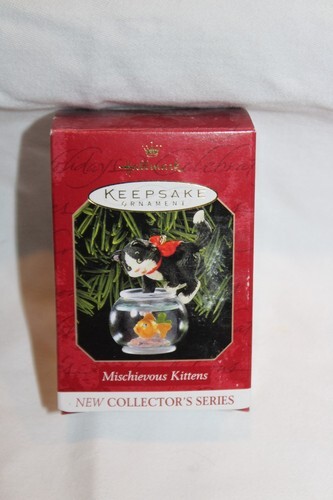 Hallmark
KEEPSAKE
ORNAMENT
Mischievous Kittens
NEW COLLECTOR'S SERIES